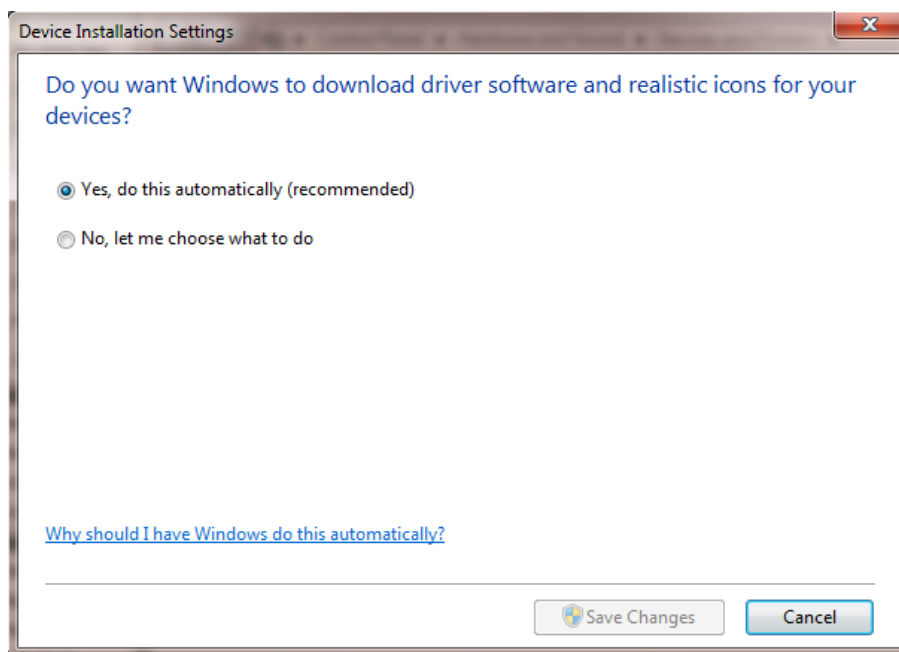 Device Installation Settings
Do you want Windows to download driver software and realistic icons for your
devices?
Yes, do this automatically (recommended)
No, let me choose what to do
Why should I have Windows do this automatically?
Save Changes Cancel